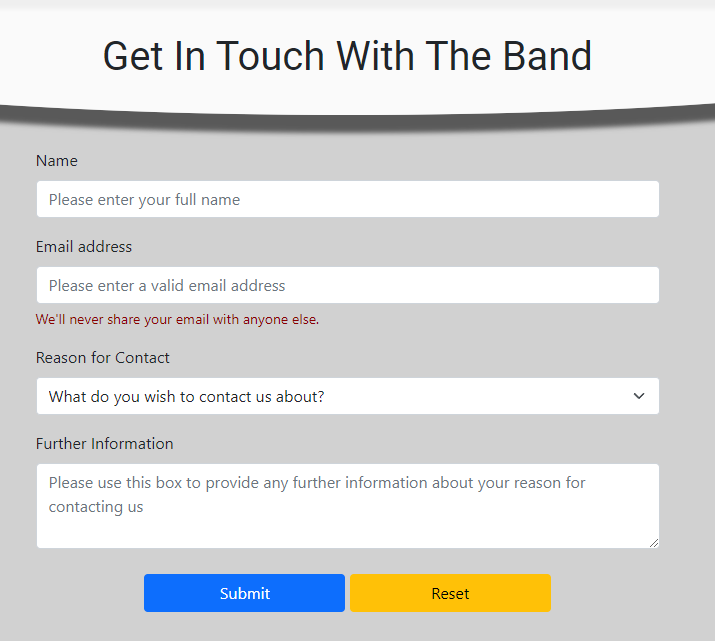 Get In Touch With The Band
Name
Please enter your full name
Email address
Please enter a valid email address
We'll never share your email with anyone else.
Reason for Contact
What do you wish to contact us about?
Further Information
Please use this box to provide any further information about your reason for
contacting us
Submit Reset